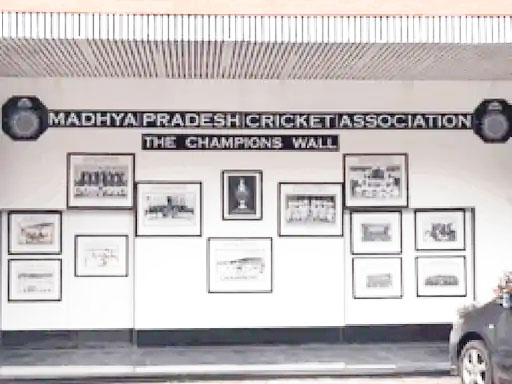 MADHYA PRADESH CRICKET ASSOCIATION
THE CHAMPIONS WALL